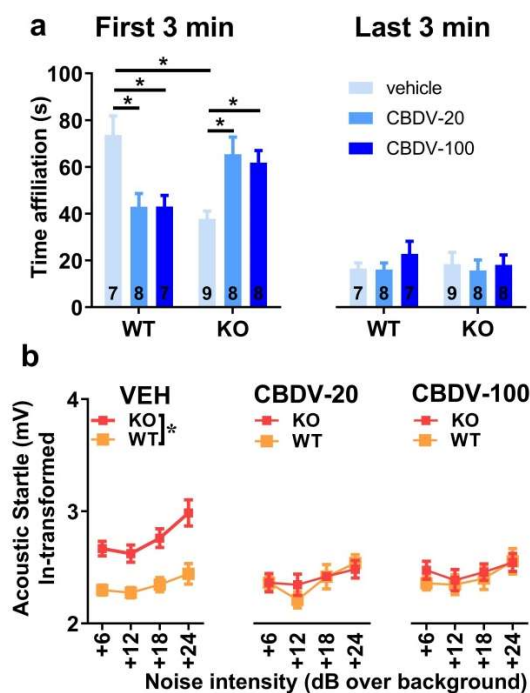 a First 3 min Last 3 min
Time affiliation (s)
100
80
60
40
20
0
* * * * *
vehicle
CBDV-20
CBDV-100
7 8 7 9 8 8
7 8 7 9 8 8
WT KO WT KO
b VEH CBDV-20 CBDV-100
Acoustic Startle (mV)
ln-transformed
4
3
2
KO
WT
*
KO
WT
KO
WT
+6 +12 +18 +24 +6 +12 +18 +24 +6 +12 +18 +24
Noise intensity (dB over background)